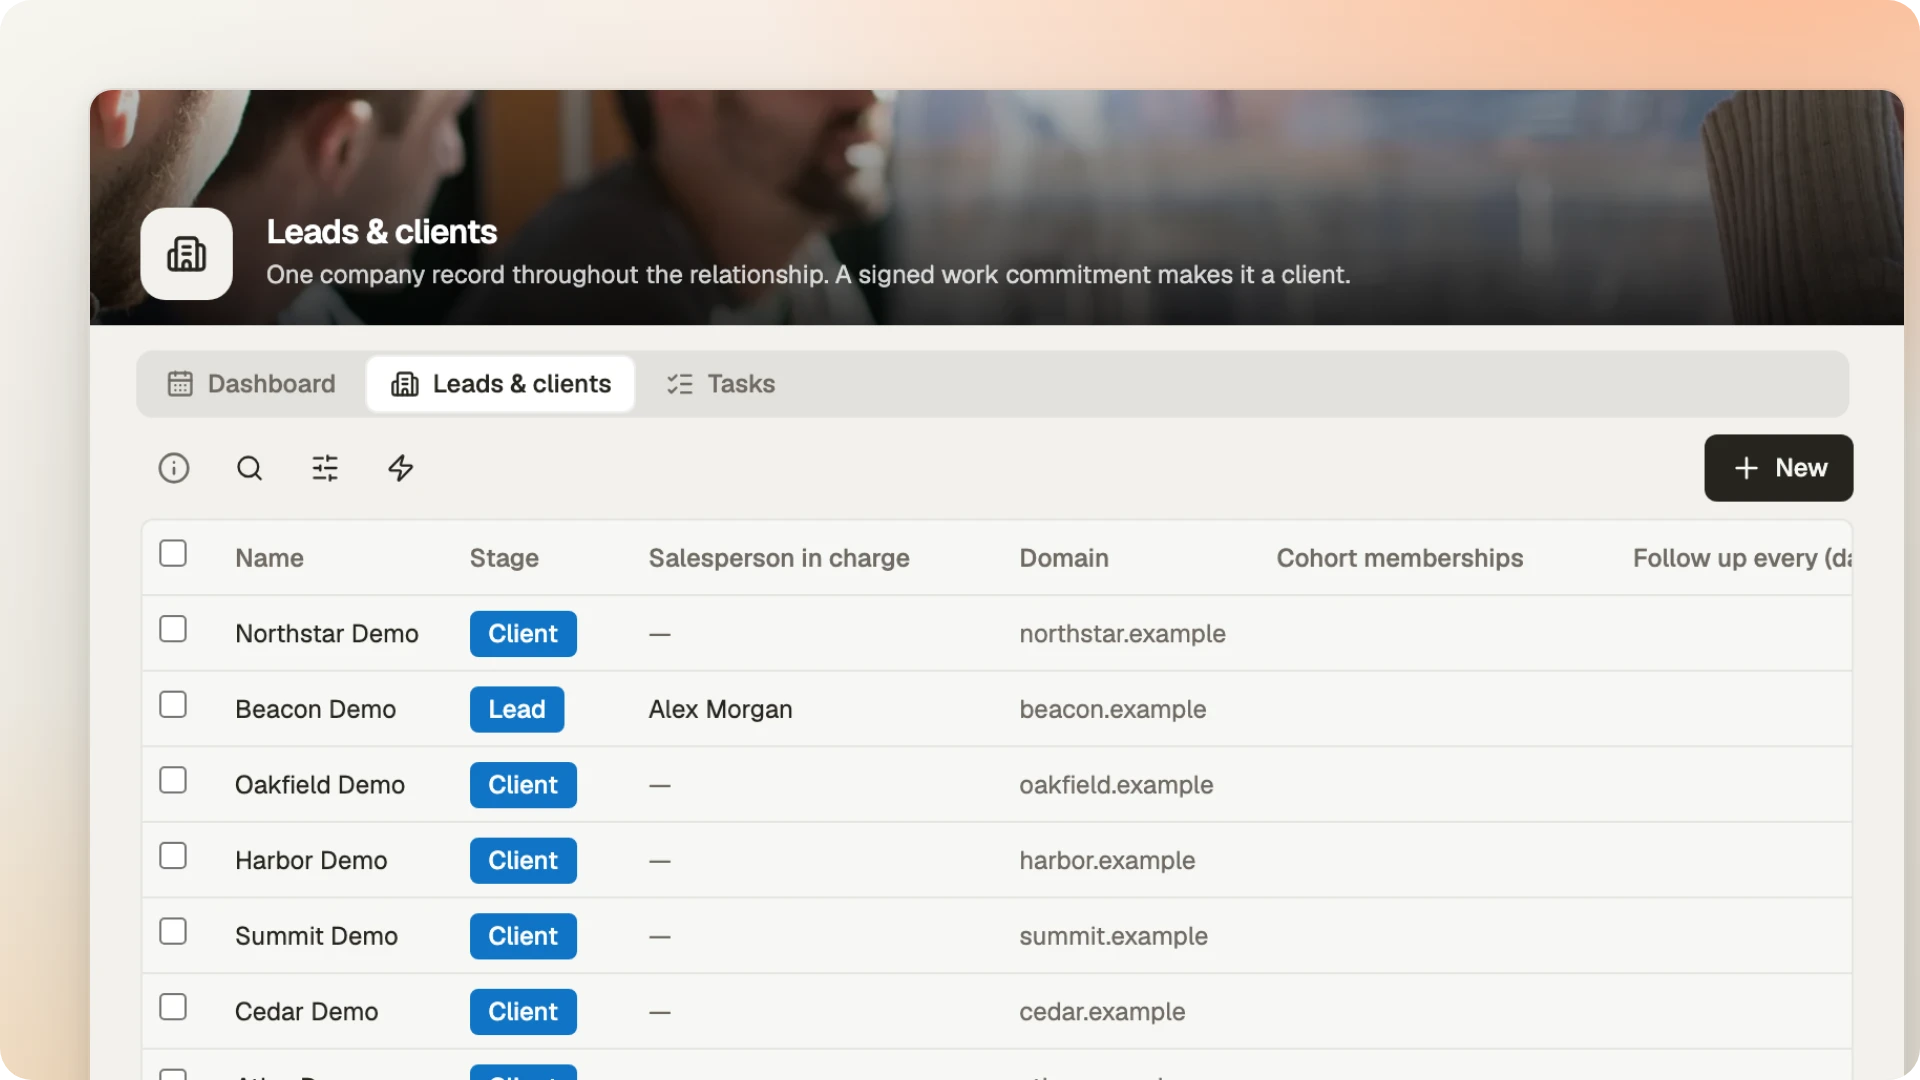 Leads & clients
One company record throughout the relationship. A signed work commitment makes it a client.
Dashboard Leads & clients Tasks
New
Name Stage Salesperson in charge Domain Cohort memberships Follow up every
Northstar Demo Client — northstar.example
Beacon Demo Lead Alex Morgan beacon.example
Oakfield Demo Client — oakfield.example
Harbor Demo Client — harbor.example
Summit Demo Client — summit.example
Cedar Demo Client — cedar.example